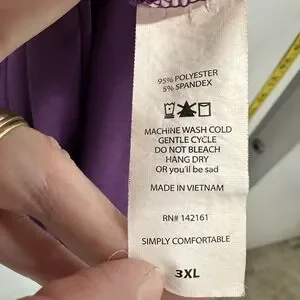 95% POLYESTER
5% SPANDEX
MACHINE WASH COLD
GENTLE CYCLE
DO NOT BLEACH
HANG DRY
OR you'll be sad
MADE IN VIETNAM
RN# 142161
SIMPLY COMFORTABLE
3XL